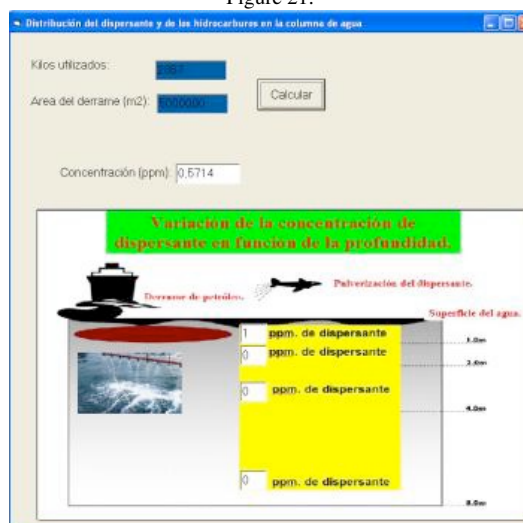 Figure 21.
Distribución del dispersante y de los hidrocarburos en la columna de agua
Kilos utilizados:
Area del derrame (m2):
Calcular
Concentración (ppm): 0,5714
Variación de la concentración de
dispersante en función de la profundidad.
Derrame de petróleo.
Pulverización del dispersante.
Superficie del agua.
1 ppm. de dispersante
1.0m
0 ppm. de dispersante
2.0m
0 ppm. de dispersante
4.0m
0 ppm. de dispersante
8.0m